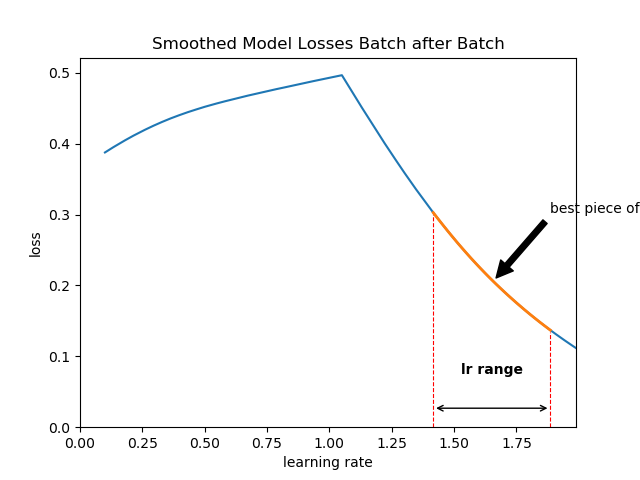 Smoothed Model Losses Batch after Batch
0.5
0.4
0.3
0.2
0.1
0.0
loss
best piece of
lr range
0.00 0.25 0.50 0.75 1.00 1.25 1.50 1.75
learning rate